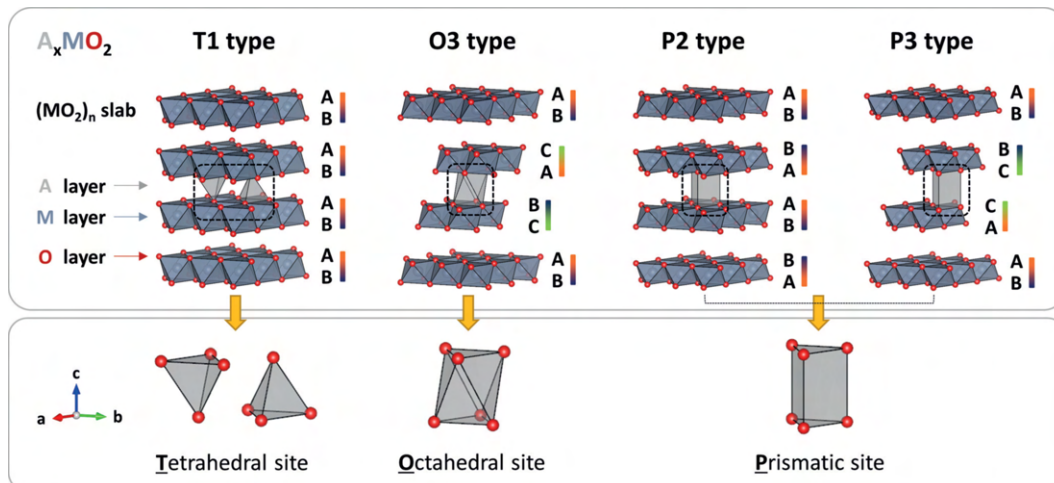 AxMO2
T1 type
O3 type
P2 type
P3 type
(MO2)n slab
A
B
A
B
A
B
A
B
A
B
C
A
B
C
A
B
A
B
B
A
A
B
B
A
A
B
B
C
C
A
A
B
A layer
M layer
O layer
c
a
b
Tetrahedral site
Octahedral site
Prismatic site